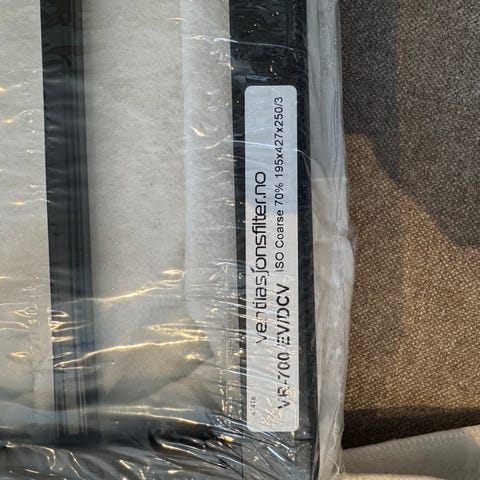 ventilasjonsfilter.no
VR-700 EV/DCV ISO Coarse 70% 195x427x250/3